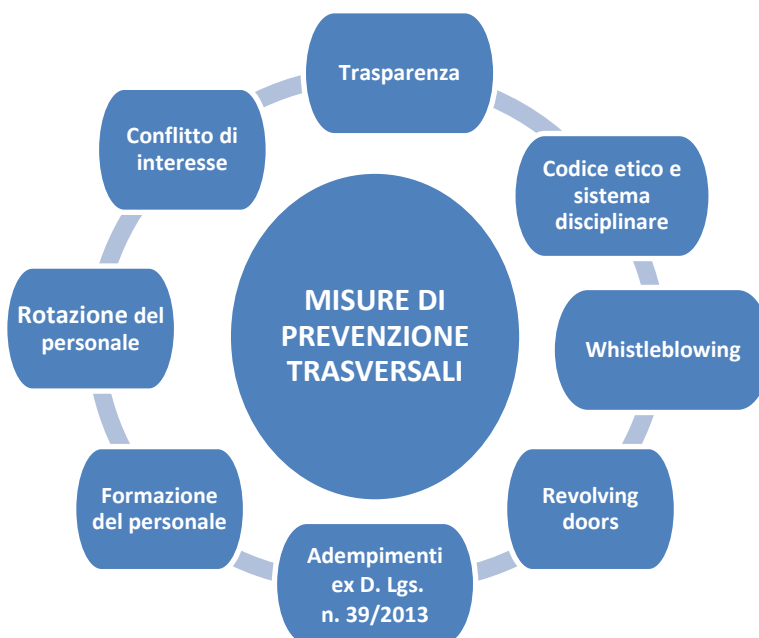 Trasparenza
Codice etico e
sistema
disciplinare
Whistleblowing
Revolving
doors
Adempimenti
ex D. Lgs.
n. 39/2013
Formazione
del personale
Rotazione del
personale
Conflitto di
interesse
MISURE DI
PREVENZIONE
TRASVERSALI